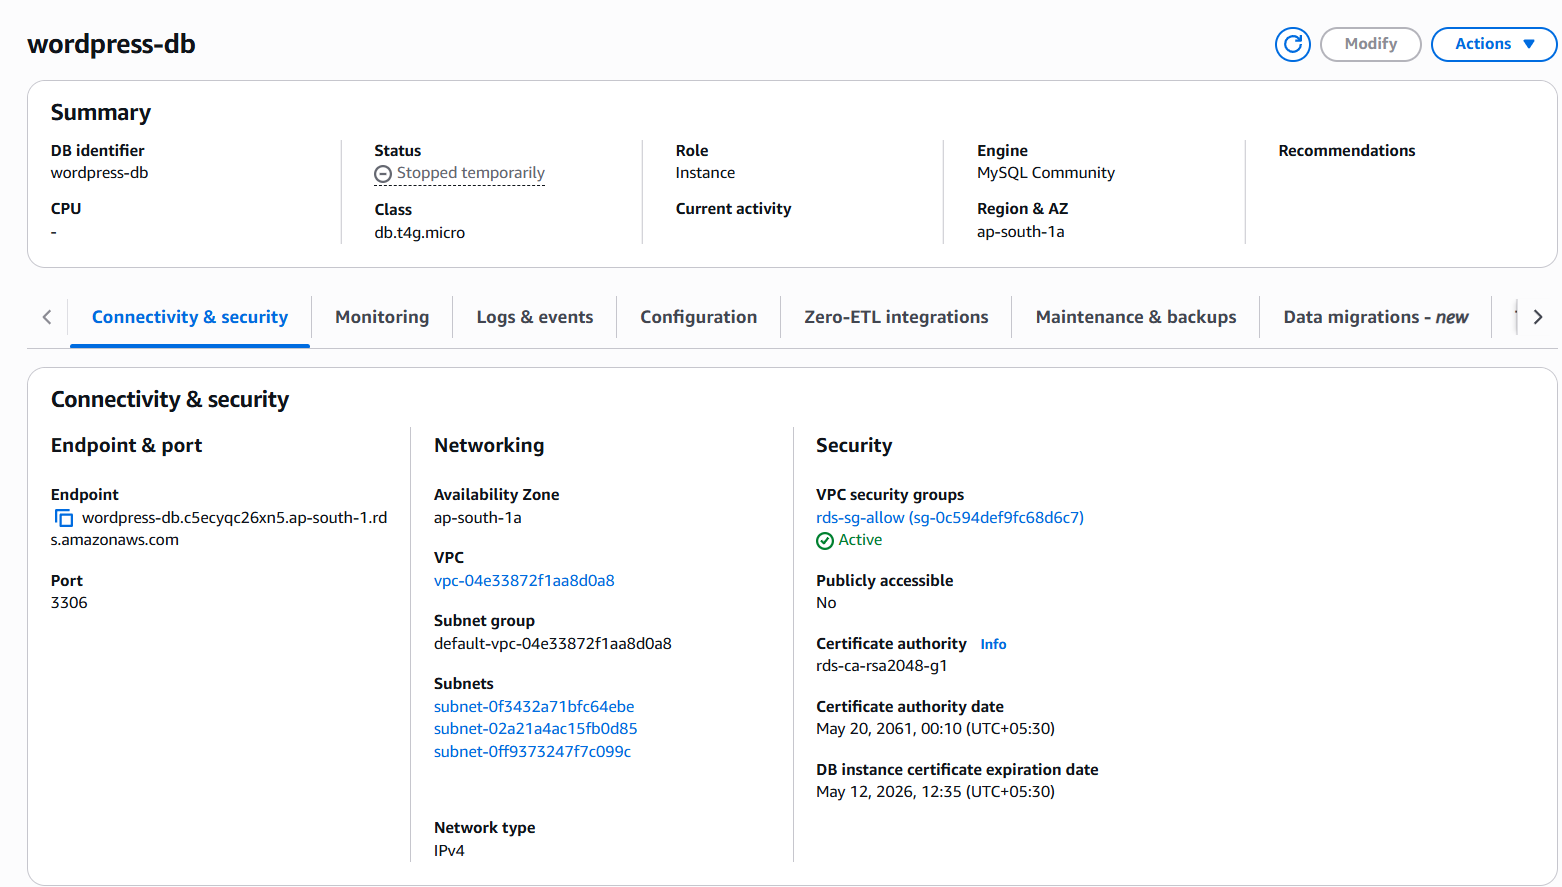 wordpress-db
Modify
Actions
Summary
DB identifier
wordpress-db
CPU
-
Status
Stopped temporarily
Class
db.t4g.micro
Role
Instance
Current activity
Engine
MySQL Community
Region & AZ
ap-south-1a
Recommendations
Connectivity & security
Monitoring
Logs & events
Configuration
Zero-ETL integrations
Maintenance & backups
Data migrations - new
Connectivity & security
Endpoint & port
Endpoint
wordpress-db.c5ecyqc26xn5.ap-south-1.rd
s.amazonaws.com
Port
3306
Networking
Availability Zone
ap-south-1a
VPC
vpc-04e33872f1aa8d0a8
Subnet group
default-vpc-04e33872f1aa8d0a8
Subnets
subnet-0f3432a71bfc64ebe
subnet-02a21a4ac15fb0d85
subnet-0ff9373247f7c099c
Network type
IPv4
Security
VPC security groups
rds-sg-allow (sg-0c594def9fc68d6c7)
Active
Publicly accessible
No
Certificate authority Info
rds-ca-rsa2048-g1
Certificate authority date
May 20, 2061, 00:10 (UTC+05:30)
DB instance certificate expiration date
May 12, 2026, 12:35 (UTC+05:30)